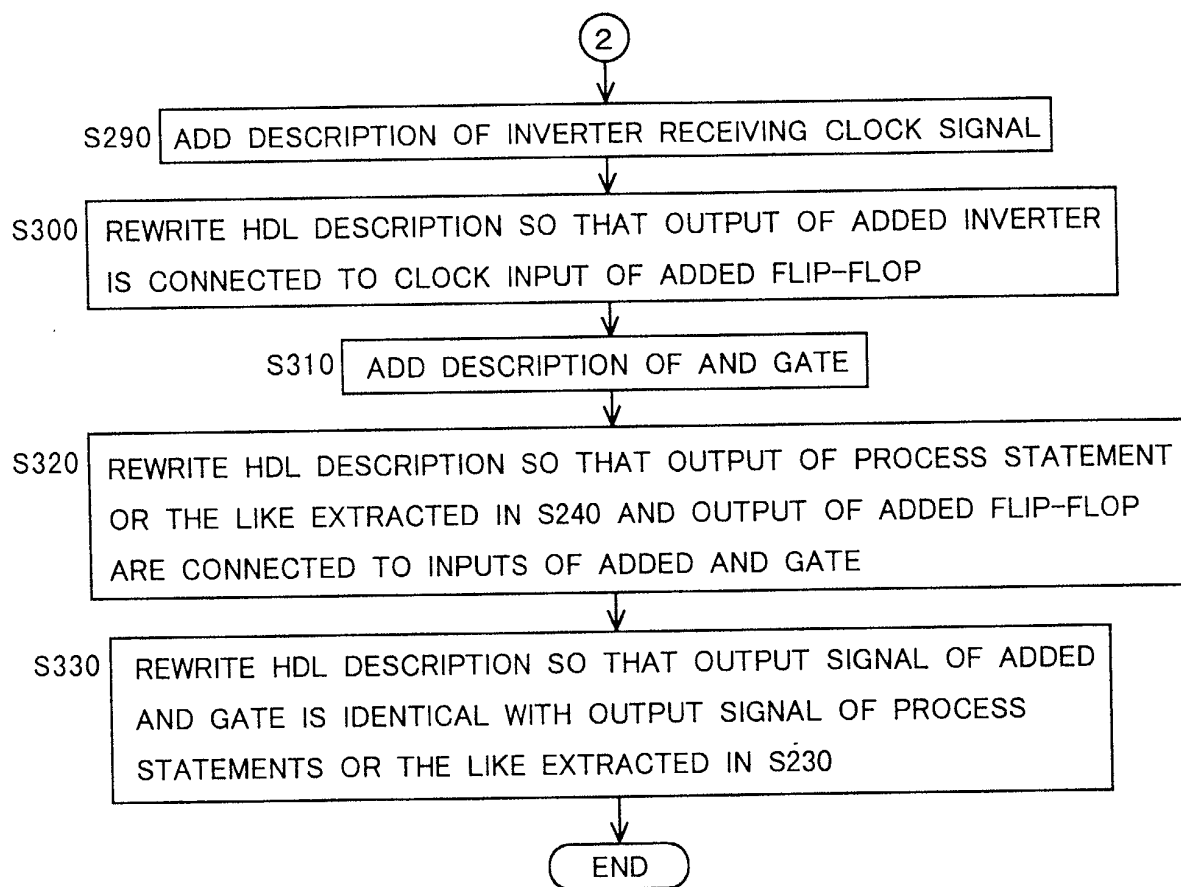 2
S290 ADD DESCRIPTION OF INVERTER RECEIVING CLOCK SIGNAL
S300 REWRITE HDL DESCRIPTION SO THAT OUTPUT OF ADDED INVERTER
IS CONNECTED TO CLOCK INPUT OF ADDED FLIP-FLOP
S310 ADD DESCRIPTION OF AND GATE
S320 REWRITE HDL DESCRIPTION SO THAT OUTPUT OF PROCESS STATEMENT
OR THE LIKE EXTRACTED IN S240 AND OUTPUT OF ADDED FLIP-FLOP
ARE CONNECTED TO INPUTS OF ADDED AND GATE
S330 REWRITE HDL DESCRIPTION SO THAT OUTPUT SIGNAL OF ADDED
AND GATE IS IDENTICAL WITH OUTPUT SIGNAL OF PROCESS
STATEMENTS OR THE LIKE EXTRACTED IN S230
END